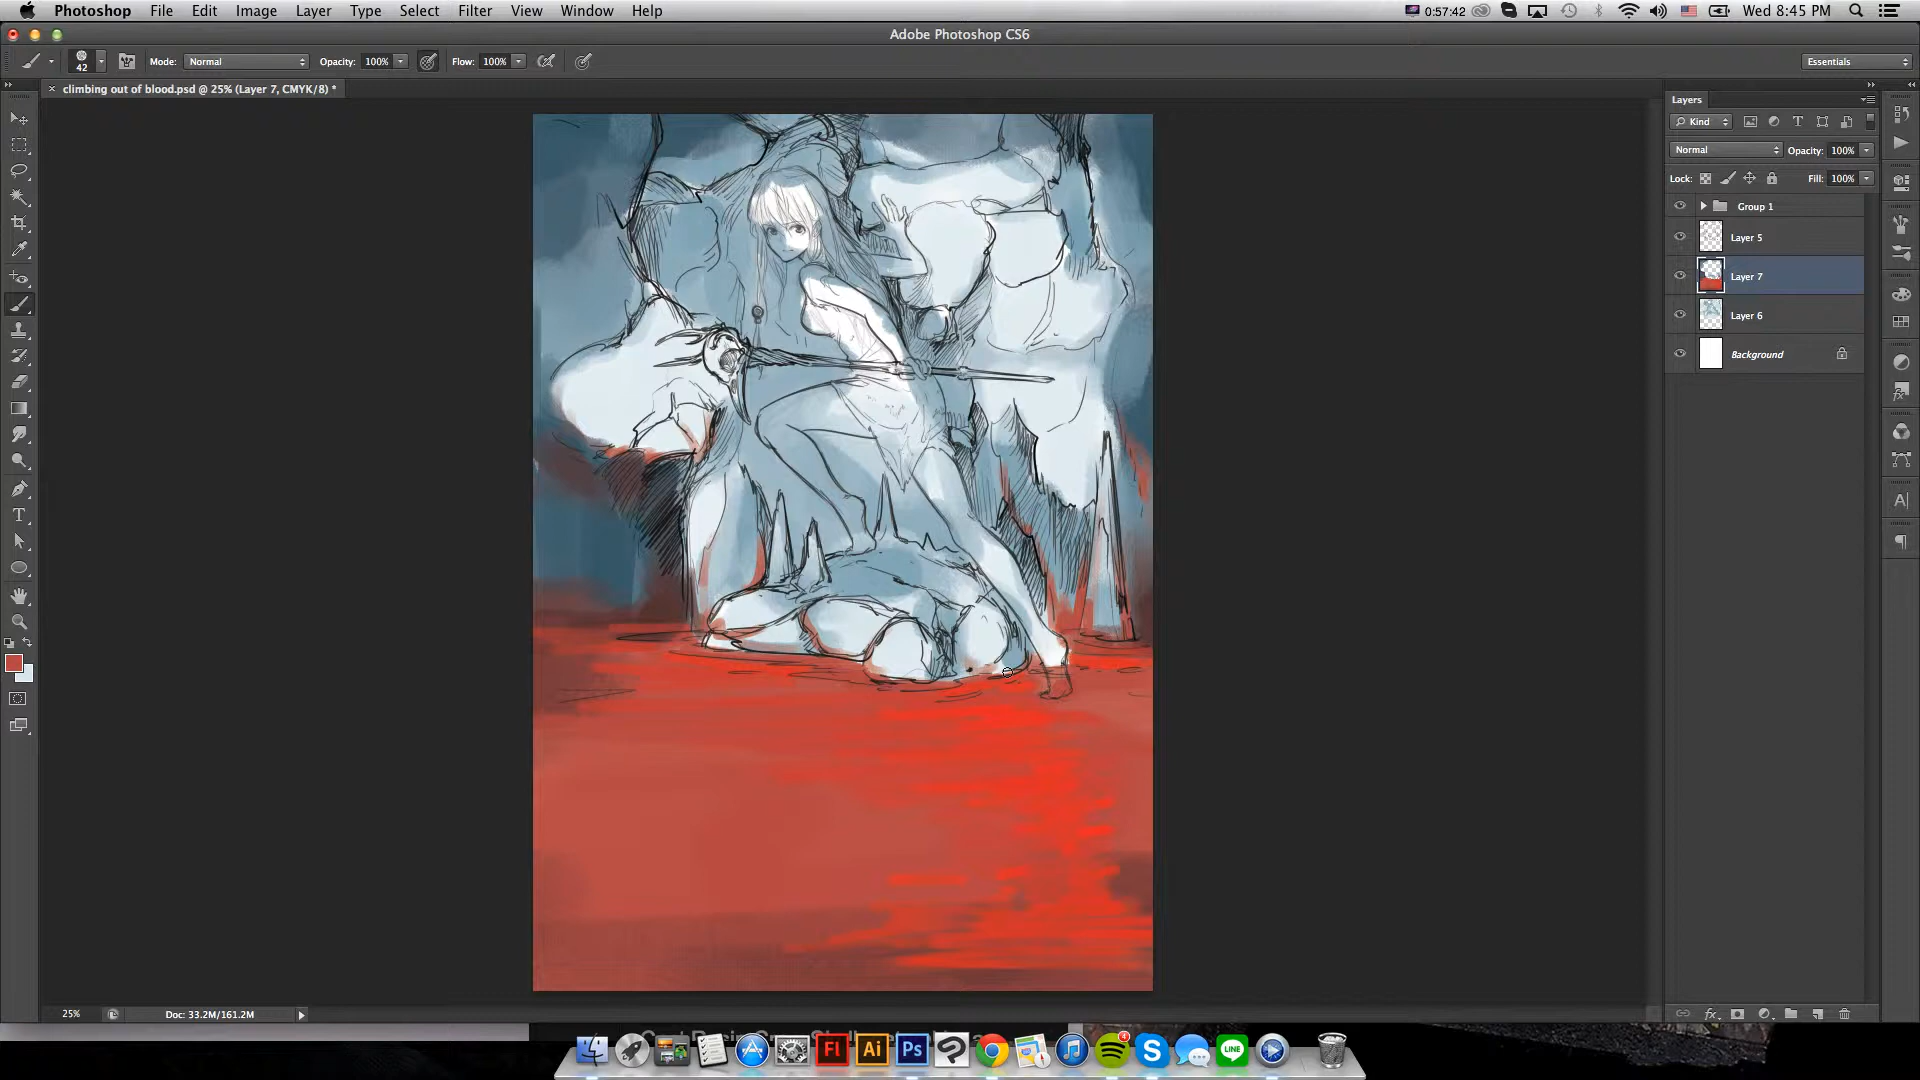 Photoshop File Edit Image Layer Type Select Filter View Window Help 0:57:42 Wed 8:45 PM
Adobe Photoshop CS6
42 Mode: Normal Opacity: 100% Flow: 100% Essentials
climbing out of blood.psd @ 25% (Layer 7, CMYK/8) *
Layers
Kind T
Normal Opacity: 100%
Lock: Fill: 100%
Group 1
Layer 5
Layer 7
Layer 6
Background
T
A
fx
25% Doc: 33.2M/161.2M
Fl Ai Ps 4 S LINE